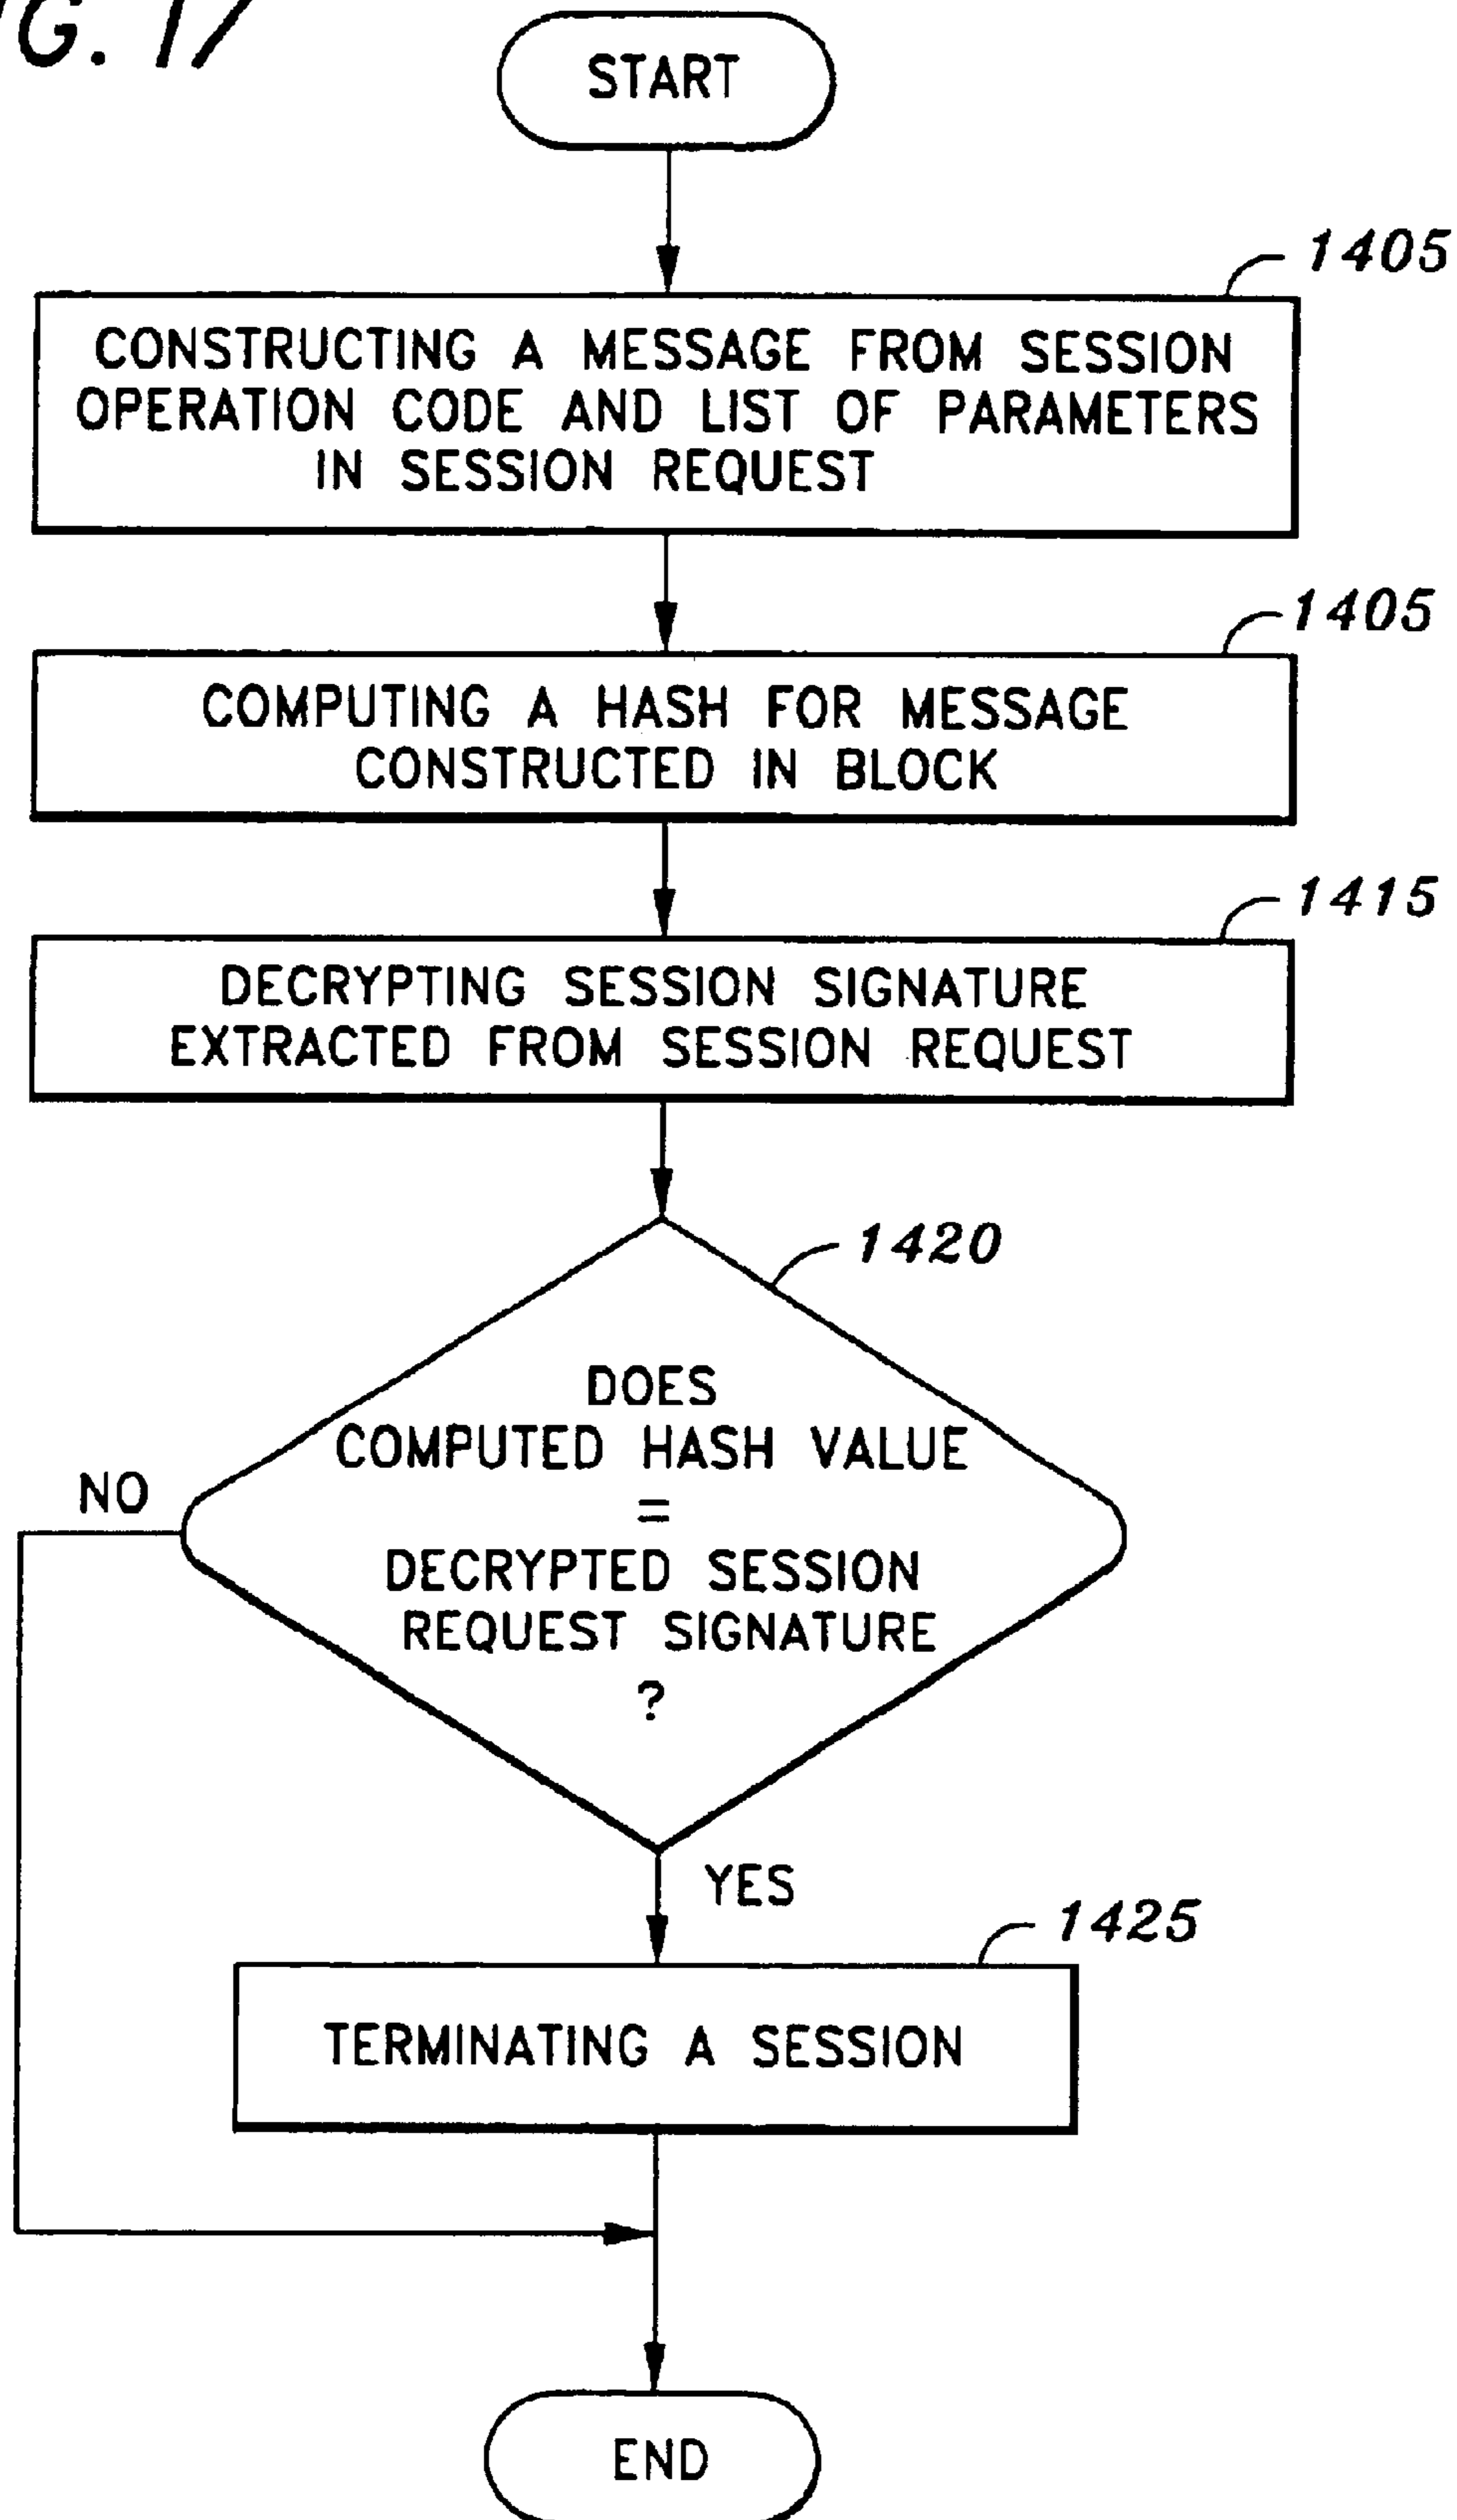 G. 17
START
1405
CONSTRUCTING A MESSAGE FROM SESSION
OPERATION CODE AND LIST OF PARAMETERS
IN SESSION REQUEST
1405
COMPUTING A HASH FOR MESSAGE
CONSTRUCTED IN BLOCK
1415
DECRYPTING SESSION SIGNATURE
EXTRACTED FROM SESSION REQUEST
1420
DOES
COMPUTED HASH VALUE
=
DECRYPTED SESSION
REQUEST SIGNATURE
?
NO
YES
1425
TERMINATING A SESSION
END